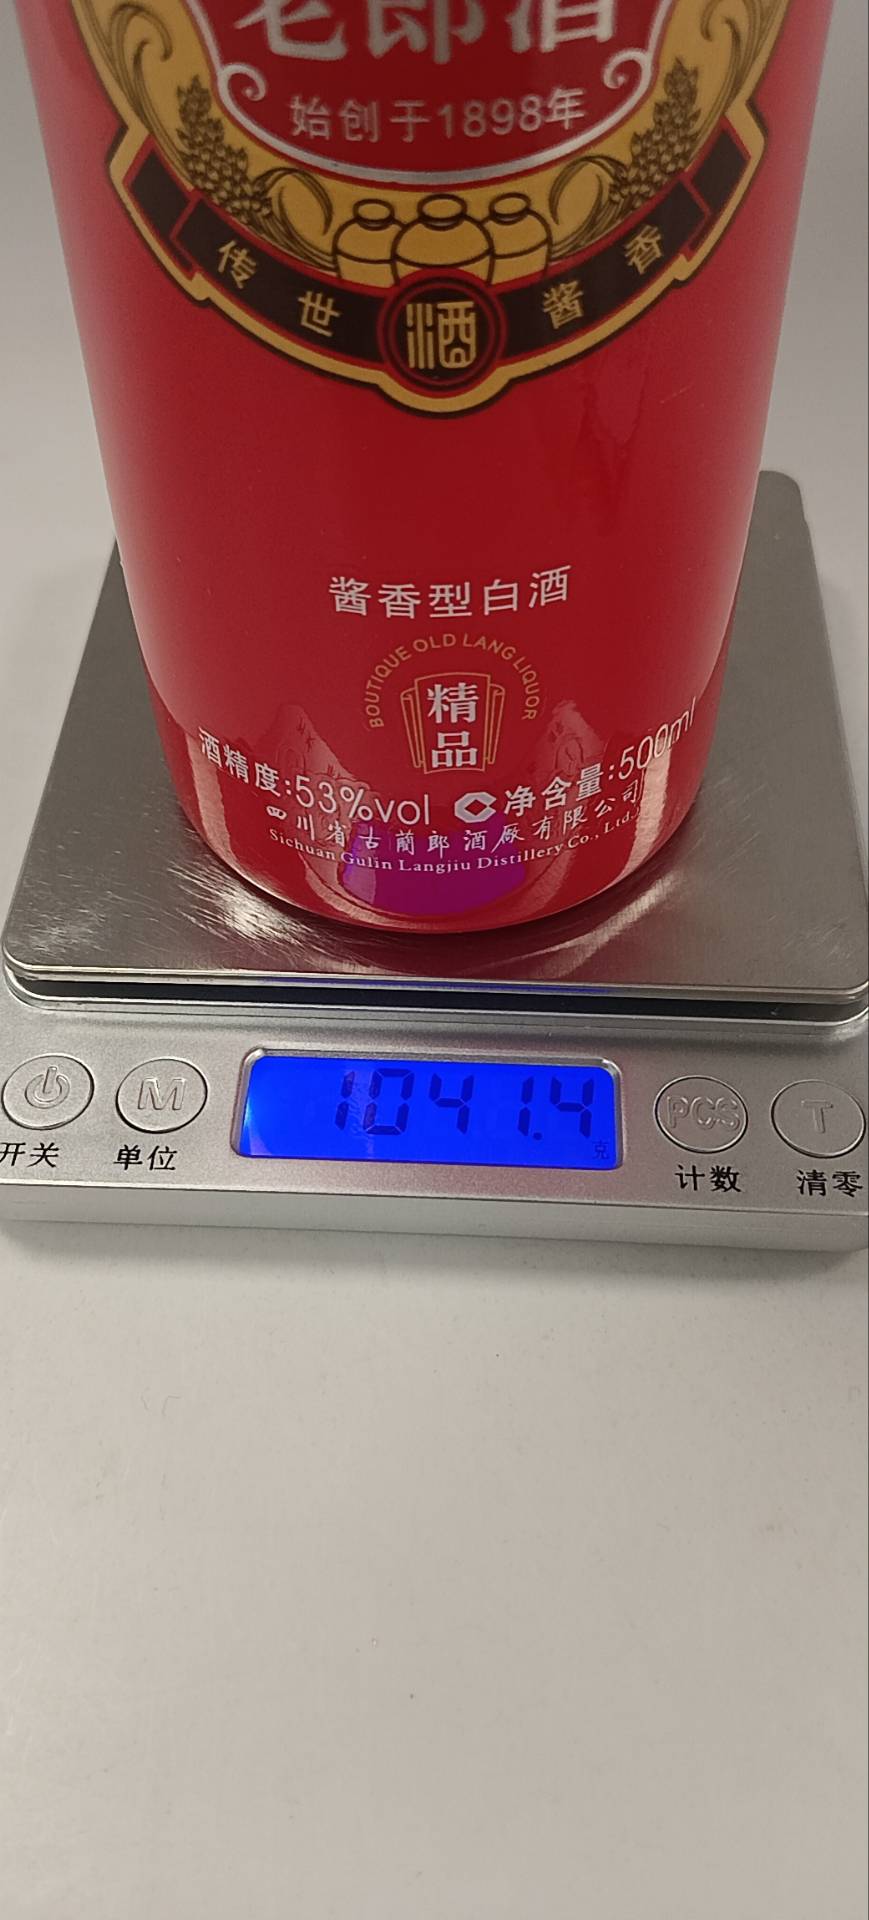 老郎酒
始创于1898年
传世酒酱香
酱香型白酒
BOUTIQUE OLD LANG LIQUOR
精品
酒精度:53%vol 净含量:500ml
四川省古蔺郎酒厰有限公司
Sichuan Gulin Langjiu Distillery Co., Ltd.
1041.4
克
M PCS T
开关 单位 计数 清零